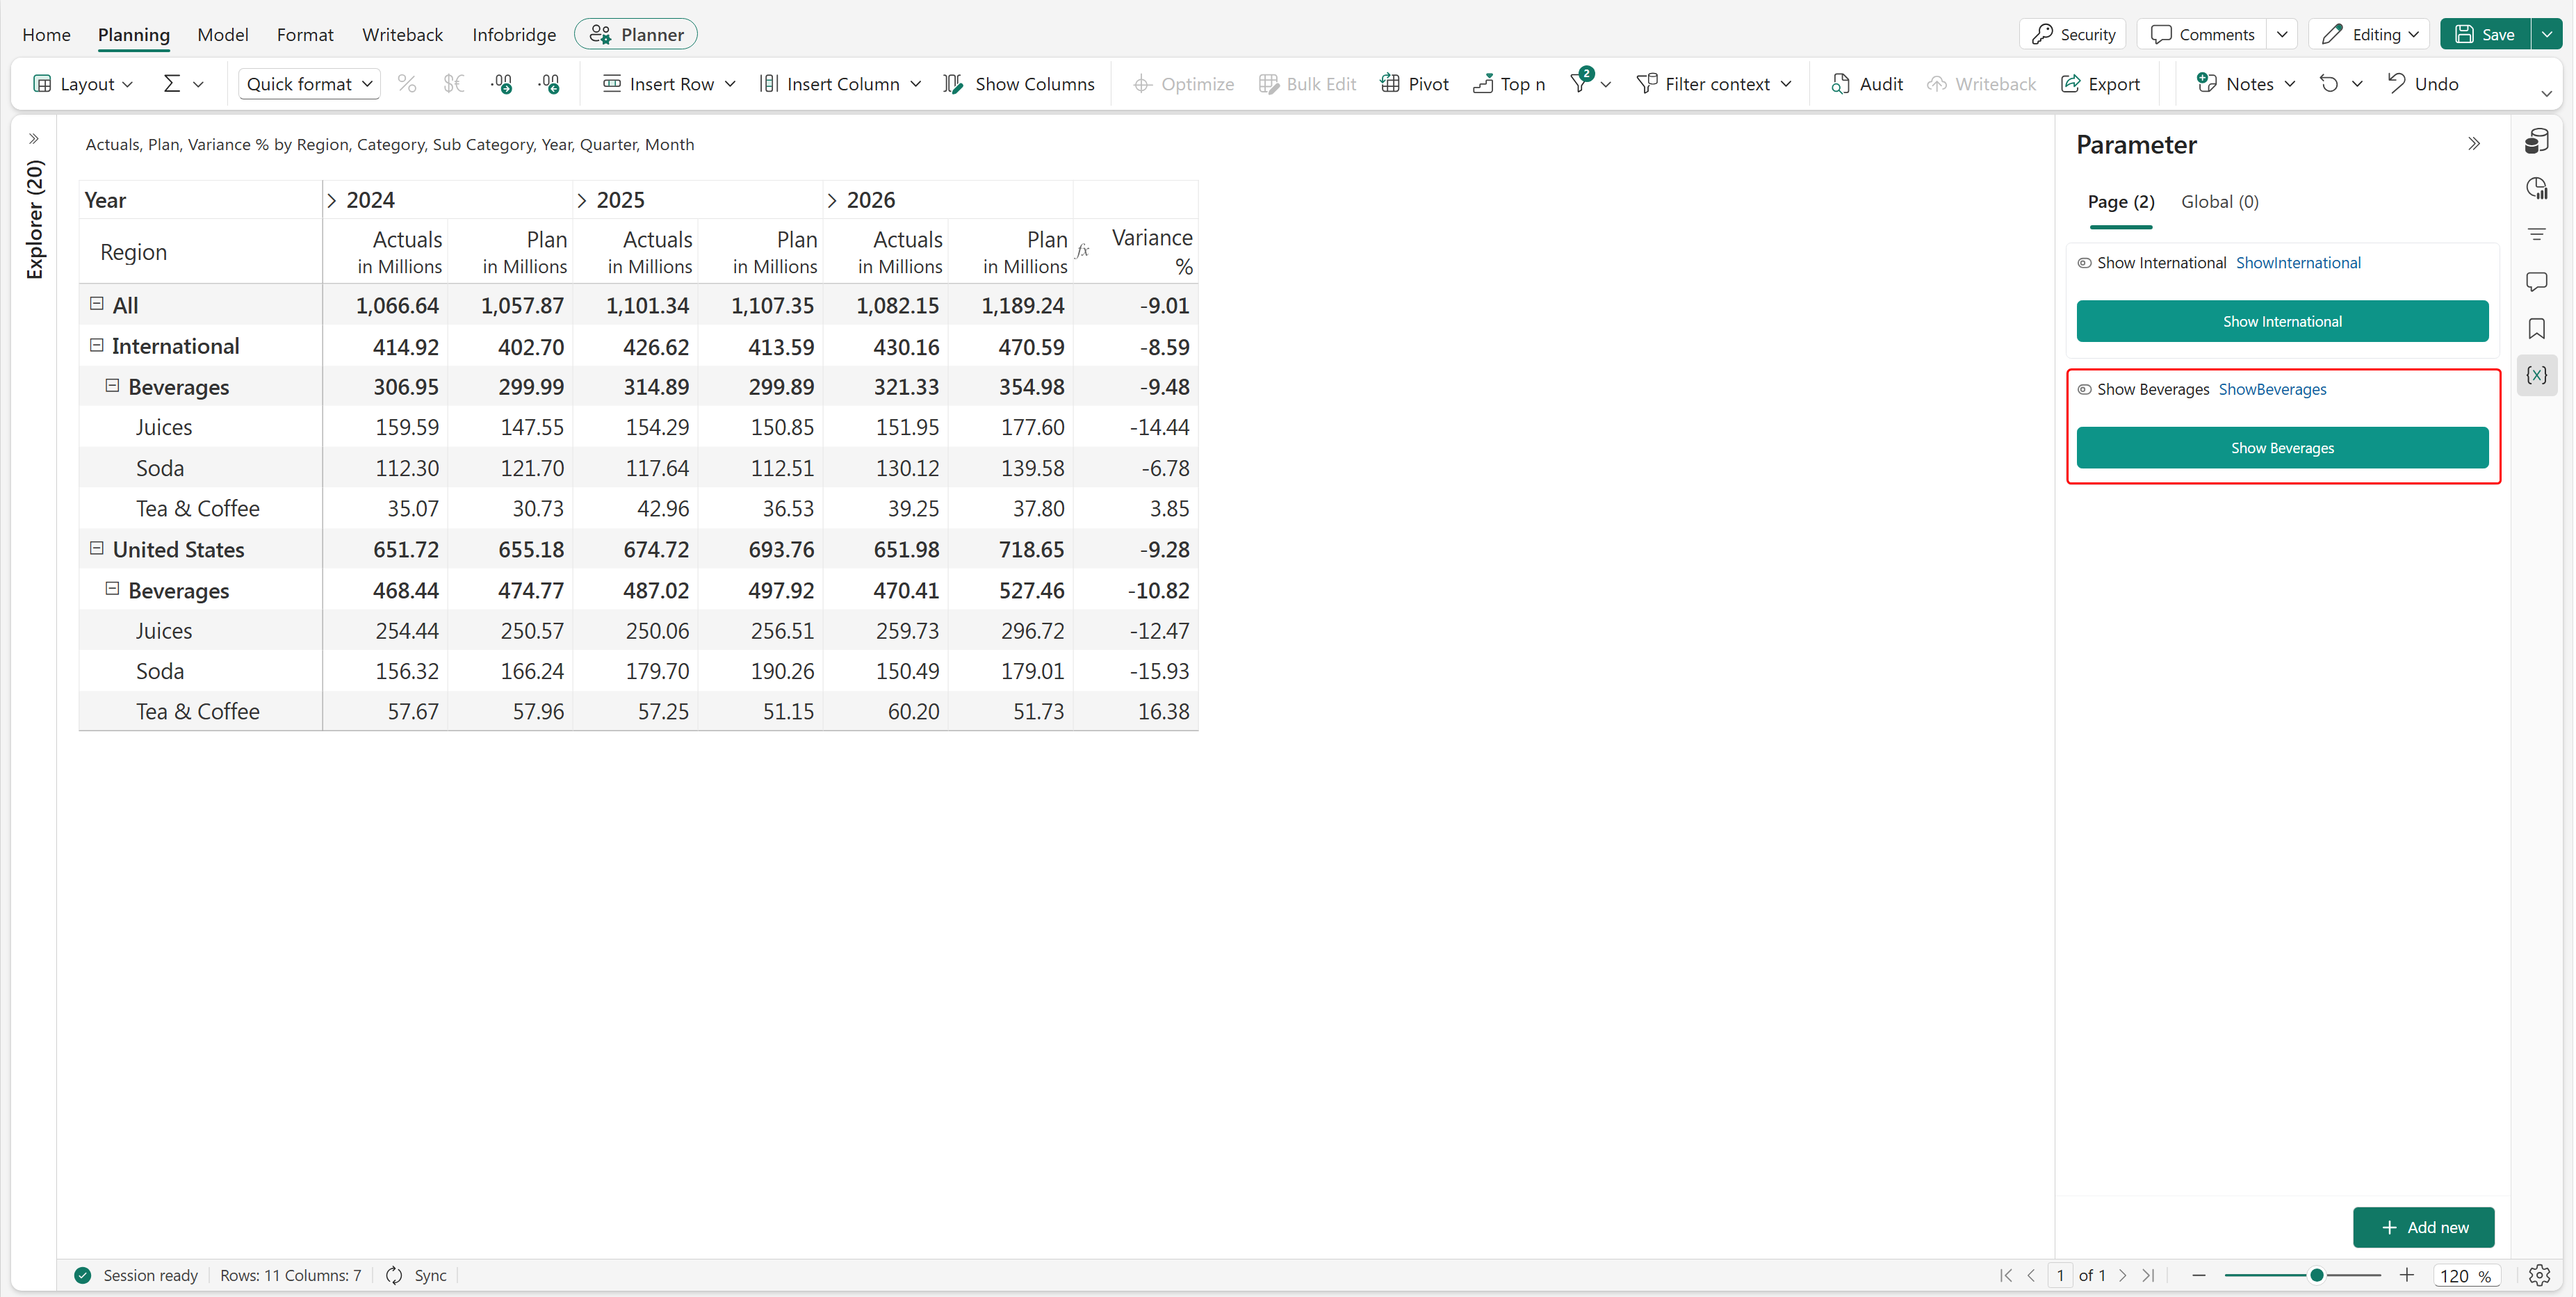 Home Planning Model Format Writeback Infobridge Planner Security Comments Editing Save
Layout Σ Quick format % $€ .00 .00 Insert Row Insert Column Show Columns Optimize Bulk Edit Pivot Top n 2 Filter context Audit Writeback Export Notes Undo
Explorer (20)
Actuals, Plan, Variance % by Region, Category, Sub Category, Year, Quarter, Month
Year 2024 2025 2026
Region Actuals in Millions Plan in Millions Actuals in Millions Plan in Millions Actuals in Millions Plan in Millions fx Variance %
All 1,066.64 1,057.87 1,101.34 1,107.35 1,082.15 1,189.24 -9.01
International 414.92 402.70 426.62 413.59 430.16 470.59 -8.59
Beverages 306.95 299.99 314.89 299.89 321.33 354.98 -9.48
Juices 159.59 147.55 154.29 150.85 151.95 177.60 -14.44
Soda 112.30 121.70 117.64 112.51 130.12 139.58 -6.78
Tea & Coffee 35.07 30.73 42.96 36.53 39.25 37.80 3.85
United States 651.72 655.18 674.72 693.76 651.98 718.65 -9.28
Beverages 468.44 474.77 487.02 497.92 470.41 527.46 -10.82
Juices 254.44 250.57 250.06 256.51 259.73 296.72 -12.47
Soda 156.32 166.24 179.70 190.26 150.49 179.01 -15.93
Tea & Coffee 57.67 57.96 57.25 51.15 60.20 51.73 16.38
Parameter
Page (2) Global (0)
Show International ShowInternational
Show International
Show Beverages ShowBeverages
Show Beverages
{x}
+ Add new
Session ready Rows: 11 Columns: 7 Sync 1 of 1 120 %